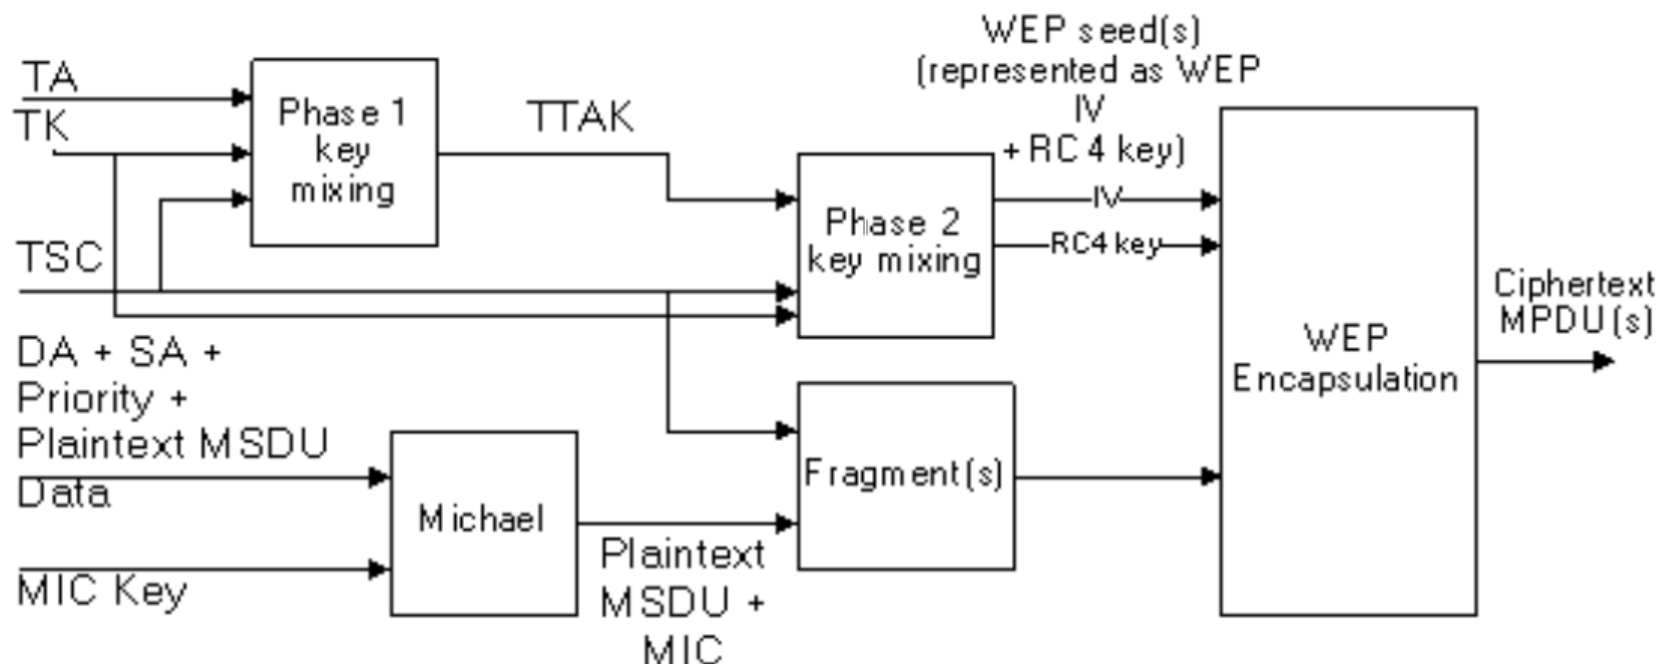 WEP seed(s)
(represented as WEP
IV
+ RC4 key)
TA
TK
Phase 1
key
mixing
TTAK
IV
RC4 key
Phase 2
key mixing
TSC
Ciphertext
MPDU(s)
WEP
Encapsulation
DA + SA +
Priority +
Plaintext MSDU
Data
Michael
Fragment(s)
MIC Key
Plaintext
MSDU +
MIC